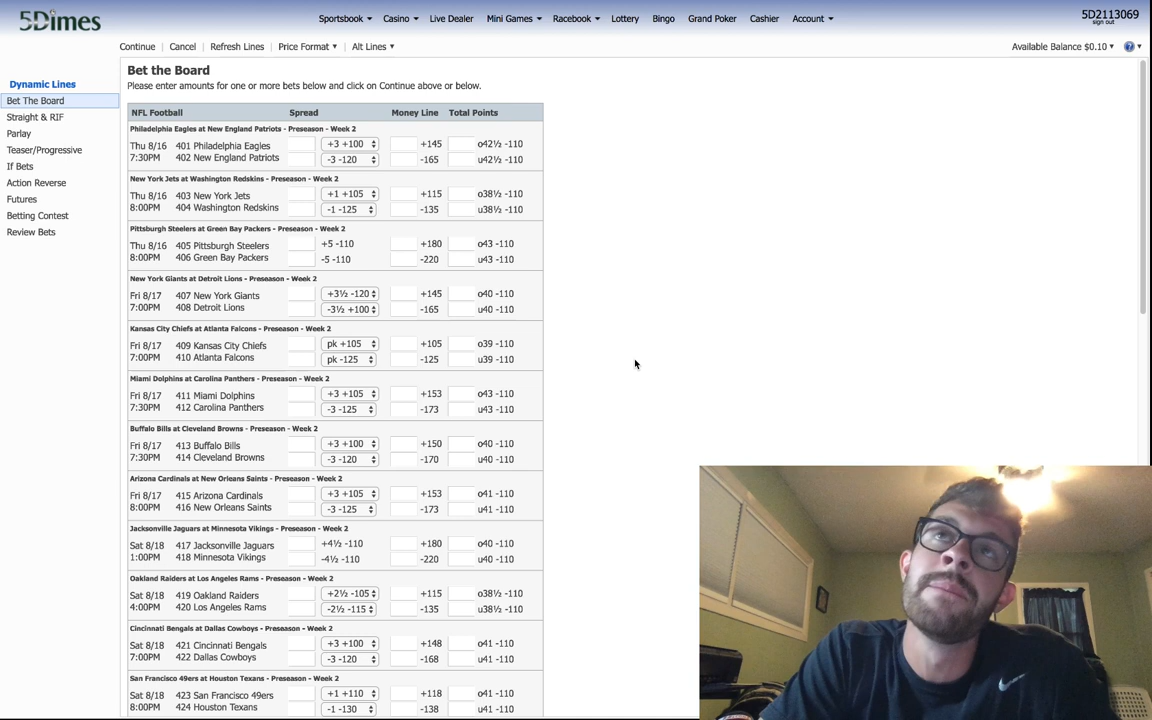 5Dimes
Sportsbook Casino Live Dealer Mini Games Racebook Lottery Bingo Grand Poker Cashier Account
5D2113069
sign out
Continue | Cancel | Refresh Lines | Price Format | Alt Lines
Available Balance $0.10 ?
Dynamic Lines
Bet The Board
Straight & RIF
Parlay
Teaser/Progressive
If Bets
Action Reverse
Futures
Betting Contest
Review Bets
Bet the Board
Please enter amounts for one or more bets below and click on Continue above or below.
NFL Football Spread Money Line Total Points
Philadelphia Eagles at New England Patriots - Preseason - Week 2
Thu 8/16 401 Philadelphia Eagles +3 +100 +145 o42½ -110
7:30PM 402 New England Patriots -3 -120 -165 u42½ -110
New York Jets at Washington Redskins - Preseason - Week 2
Thu 8/16 403 New York Jets +1 +105 +115 o38½ -110
8:00PM 404 Washington Redskins -1 -125 -135 u38½ -110
Pittsburgh Steelers at Green Bay Packers - Preseason - Week 2
Thu 8/16 405 Pittsburgh Steelers +5 -110 +180 o43 -110
8:00PM 406 Green Bay Packers -5 -110 -220 u43 -110
New York Giants at Detroit Lions - Preseason - Week 2
Fri 8/17 407 New York Giants +3½ -120 +145 o40 -110
7:00PM 408 Detroit Lions -3½ +100 -165 u40 -110
Kansas City Chiefs at Atlanta Falcons - Preseason - Week 2
Fri 8/17 409 Kansas City Chiefs pk +105 +105 o39 -110
7:00PM 410 Atlanta Falcons pk -125 -125 u39 -110
Miami Dolphins at Carolina Panthers - Preseason - Week 2
Fri 8/17 411 Miami Dolphins +3 +105 +153 o43 -110
7:30PM 412 Carolina Panthers -3 -125 -173 u43 -110
Buffalo Bills at Cleveland Browns - Preseason - Week 2
Fri 8/17 413 Buffalo Bills +3 +100 +150 o40 -110
7:30PM 414 Cleveland Browns -3 -120 -170 u40 -110
Arizona Cardinals at New Orleans Saints - Preseason - Week 2
Fri 8/17 415 Arizona Cardinals +3 +105 +153 o41 -110
8:00PM 416 New Orleans Saints -3 -125 -173 u41 -110
Jacksonville Jaguars at Minnesota Vikings - Preseason - Week 2
Sat 8/18 417 Jacksonville Jaguars +4½ -110 +180 o40 -110
1:00PM 418 Minnesota Vikings -4½ -110 -220 u40 -110
Oakland Raiders at Los Angeles Rams - Preseason - Week 2
Sat 8/18 419 Oakland Raiders +2½ -105 +115 o38½ -110
4:00PM 420 Los Angeles Rams -2½ -115 -135 u38½ -110
Cincinnati Bengals at Dallas Cowboys - Preseason - Week 2
Sat 8/18 421 Cincinnati Bengals +3 +100 +148 o41 -110
7:00PM 422 Dallas Cowboys -3 -120 -168 u41 -110
San Francisco 49ers at Houston Texans - Preseason - Week 2
Sat 8/18 423 San Francisco 49ers +1 +110 +118 o41 -110
8:00PM 424 Houston Texans -1 -130 -138 u41 -110